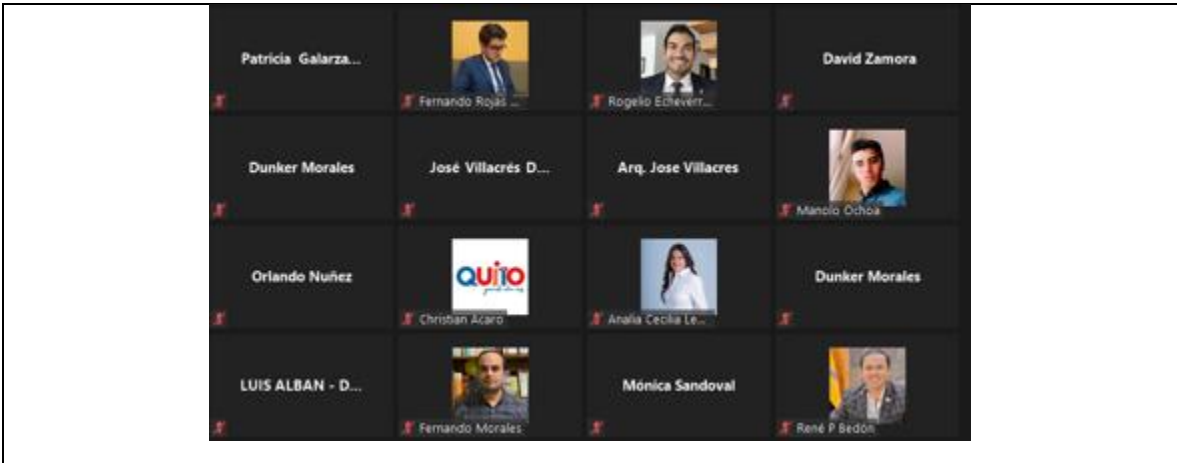 Patricia Galarza...
Fernando Rojas ...
Rogelio Echeverr...
David Zamora
Dunker Morales
José Villacrés D...
Arq. Jose Villacres
Manolo Ochoa
Orlando Nuñez
QUITO
Christian Acaro
Analia Cecilia Le...
Dunker Morales
LUIS ALBAN - D...
Fernando Morales
Mónica Sandoval
René P Bedón